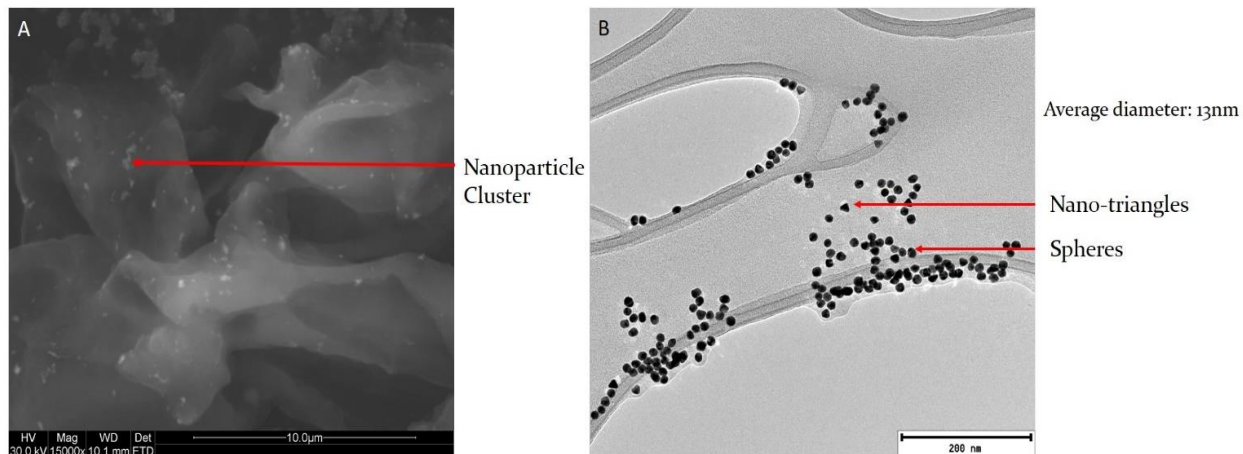 A
Nanoparticle
Cluster
HV Mag WD Det
30.0 kV 15000x 10.1 mm ETD
10.0µm
B
Average diameter: 13nm
Nano-triangles
Spheres
200 nm